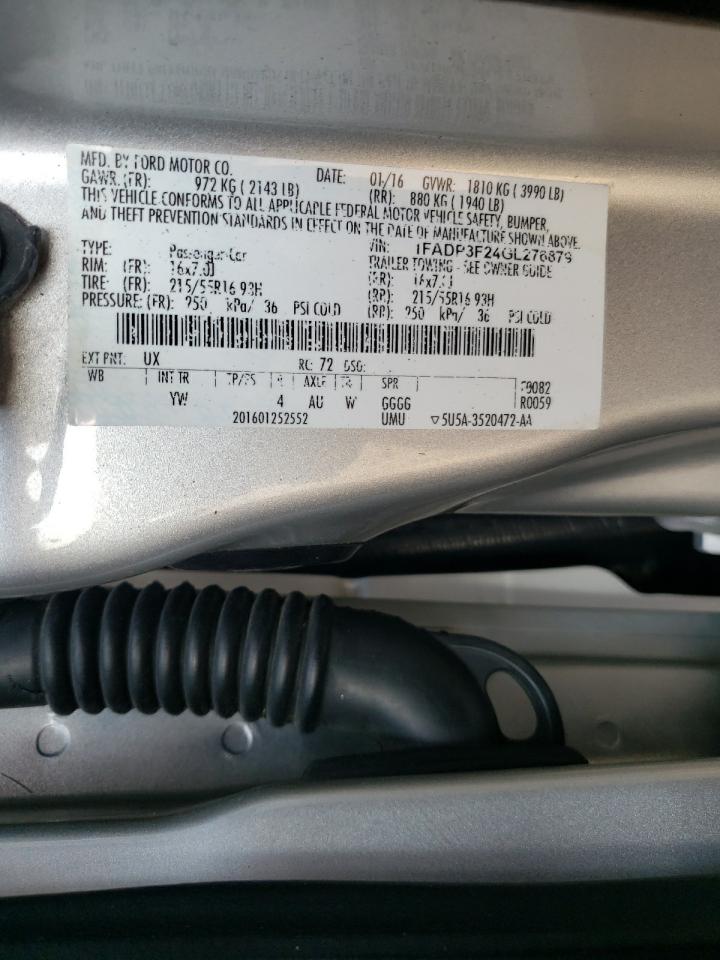 MFD. BY FORD MOTOR CO. DATE: 01/16 GVWR: 1810 KG ( 3990 LB)
GAWR: (FR): 972 KG ( 2143 LB) (RR): 880 KG ( 1940 LB)
THIS VEHICLE CONFORMS TO ALL APPLICABLE FEDERAL MOTOR VEHICLE SAFETY, BUMPER,
AND THEFT PREVENTION STANDARDS IN EFFECT ON THE DATE OF MANUFACTURE SHOWN ABOVE.
VIN: 1FADP3F24GL276879
TYPE: Passenger Car TRAILER TOWING - SEE OWNER GUIDE
RIM: (FR): 16x7.0J (RR): 16x7.0J
TIRE: (FR): 215/55R16 93H (RR): 215/55R16 93H
PRESSURE: (FR): 250 kPa/ 36 PSI COLD (RR): 250 kPa/ 36 PSI COLD
EXT PNT: UX RC: 72 DSO:
WB INT TR TP/PS R AXLE TR SPR
YW 4 AU W GGGG R0059
201601252552 UMU ▽5U5A-3520472-AA